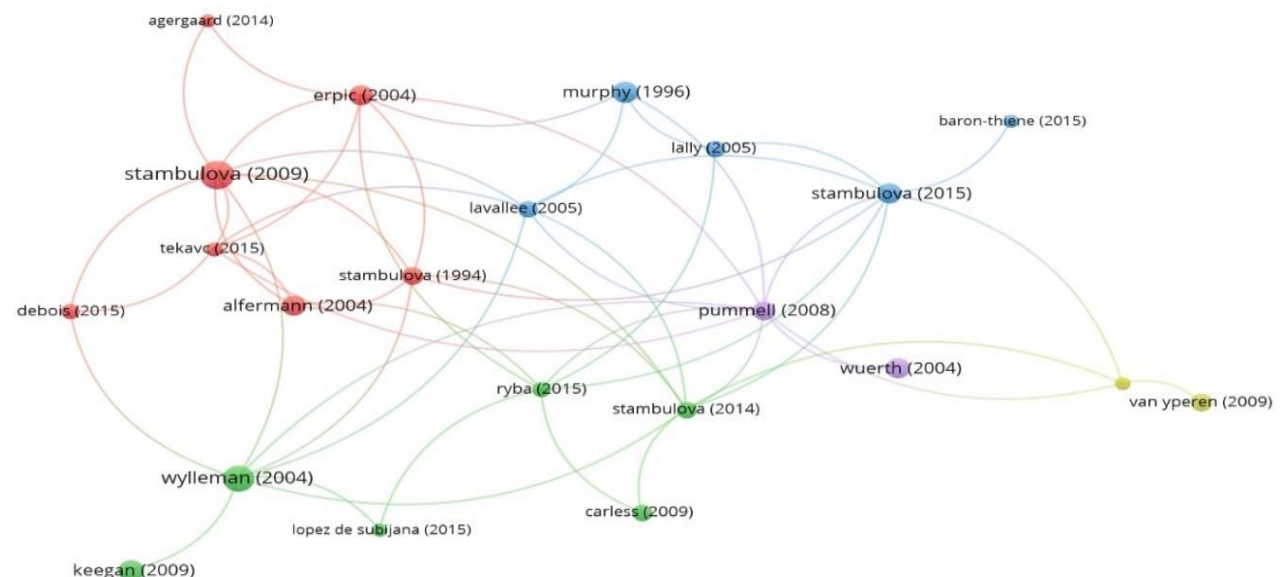 agergaard (2014)
erpic (2004)
murphy (1996)
baron-thiene (2015)
lally (2005)
stambulova (2009)
stambulova (2015)
lavallee (2005)
tekavc (2015)
stambulova (1994)
debois (2015)
alfermann (2004)
pummell (2008)
wuerth (2004)
ryba (2015)
stambulova (2014)
van yperen (2009)
wylleman (2004)
carless (2009)
lopez de subijana (2015)
keegan (2009)